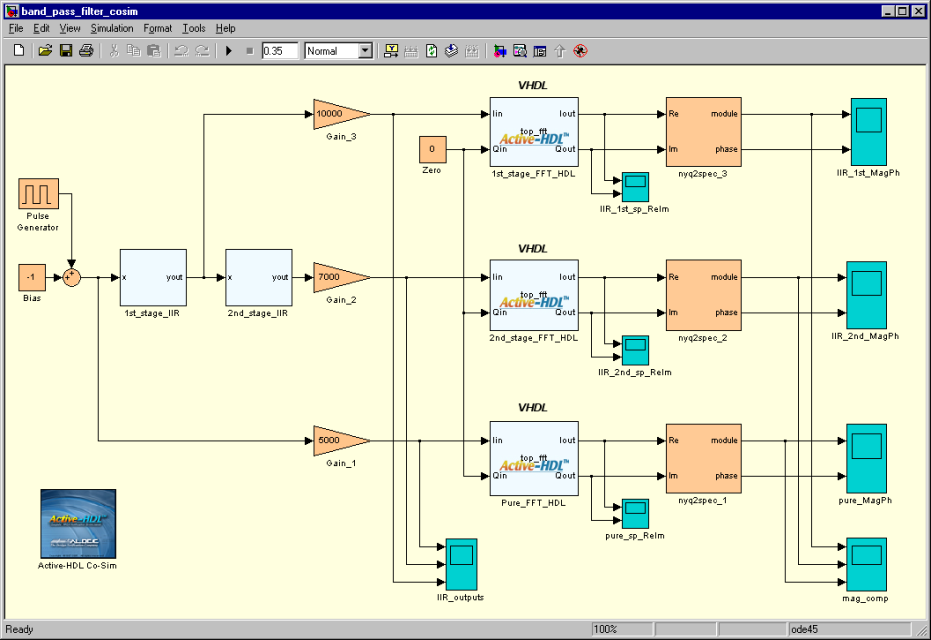 band_pass_filter_cosim
File Edit View Simulation Format Tools Help
0.35 Normal
VHDL
10000
Gain_3
0
Zero
Iin Iout
top_fft
Active-HDL™
Qin Qout
1st_stage_FFT_HDL
Re module
Im phase
nyq2spec_3
IIR_1st_MagPh
IIR_1st_sp_ReIm
Pulse
Generator
-1
Bias
x yout
1st_stage_IIR
x yout
2nd_stage_IIR
7000
Gain_2
VHDL
Iin Iout
top_fft
Active-HDL™
Qin Qout
2nd_stage_FFT_HDL
Re module
Im phase
nyq2spec_2
IIR_2nd_MagPh
IIR_2nd_sp_ReIm
VHDL
5000
Gain_1
Iin Iout
top_fft
Active-HDL™
Qin Qout
Pure_FFT_HDL
Re module
Im phase
nyq2spec_1
pure_MagPh
pure_sp_ReIm
Active-HDL
ALDEC
Active-HDL Co-Sim
IIR_outputs
mag_comp
Ready 100% ode45